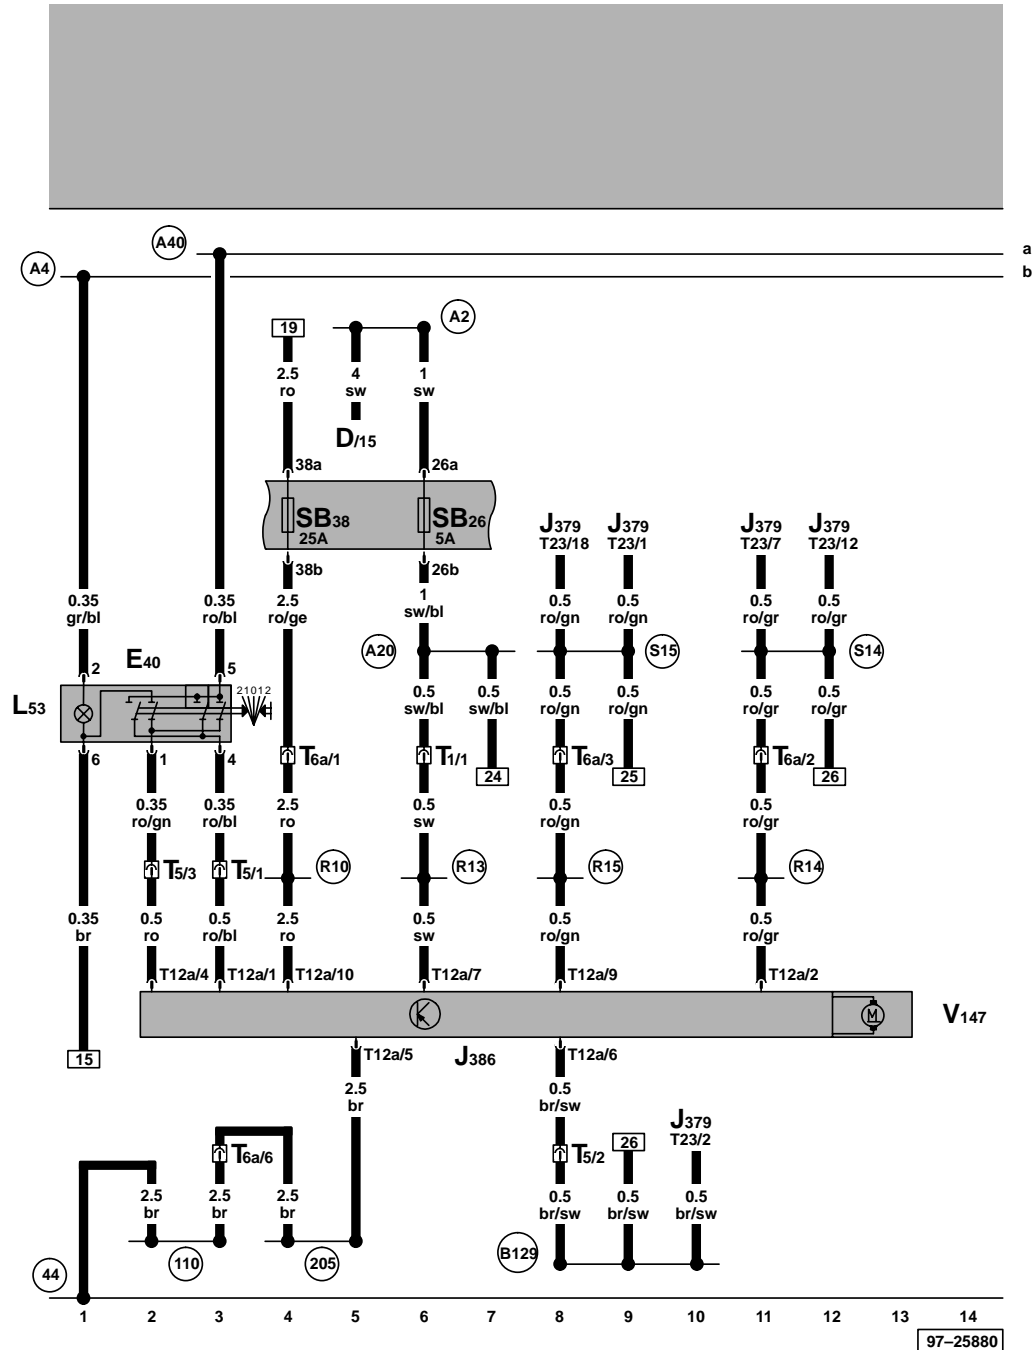 A40
a
A4
b
A2
19
2.5
ro
4
sw
1
sw
D/15
38a
26a
SB38
25A
SB26
5A
J379
T23/18
J379
T23/1
J379
T23/7
J379
T23/12
38b
26b
0.35
gr/bl
0.35
ro/bl
2.5
ro/ge
1
sw/bl
0.5
ro/gn
0.5
ro/gn
0.5
ro/gr
0.5
ro/gr
A20
S15
S14
E40
2
5
2 1 0 1 2
L53
0.5
sw/bl
0.5
sw/bl
0.5
ro/gn
0.5
ro/gn
0.5
ro/gr
0.5
ro/gr
6
1
4
T6a/1
T1/1
24
T6a/3
25
T6a/2
26
0.35
ro/gn
0.35
ro/bl
2.5
ro
0.5
sw
0.5
ro/gn
0.5
ro/gr
T5/3
T5/1
R10
R13
R15
R14
0.35
br
0.5
ro
0.5
ro/bl
2.5
ro
0.5
sw
0.5
ro/gn
0.5
ro/gr
T12a/4
T12a/1
T12a/10
T12a/7
T12a/9
T12a/2
M
V147
15
T12a/5
J386
T12a/6
2.5
br
0.5
br/sw
J379
T23/2
T6a/6
T5/2
26
2.5
br
2.5
br
2.5
br
0.5
br/sw
0.5
br/sw
0.5
br/sw
110
205
B129
44
1 2 3 4 5 6 7 8 9 10 11 12 13 14
97–25880